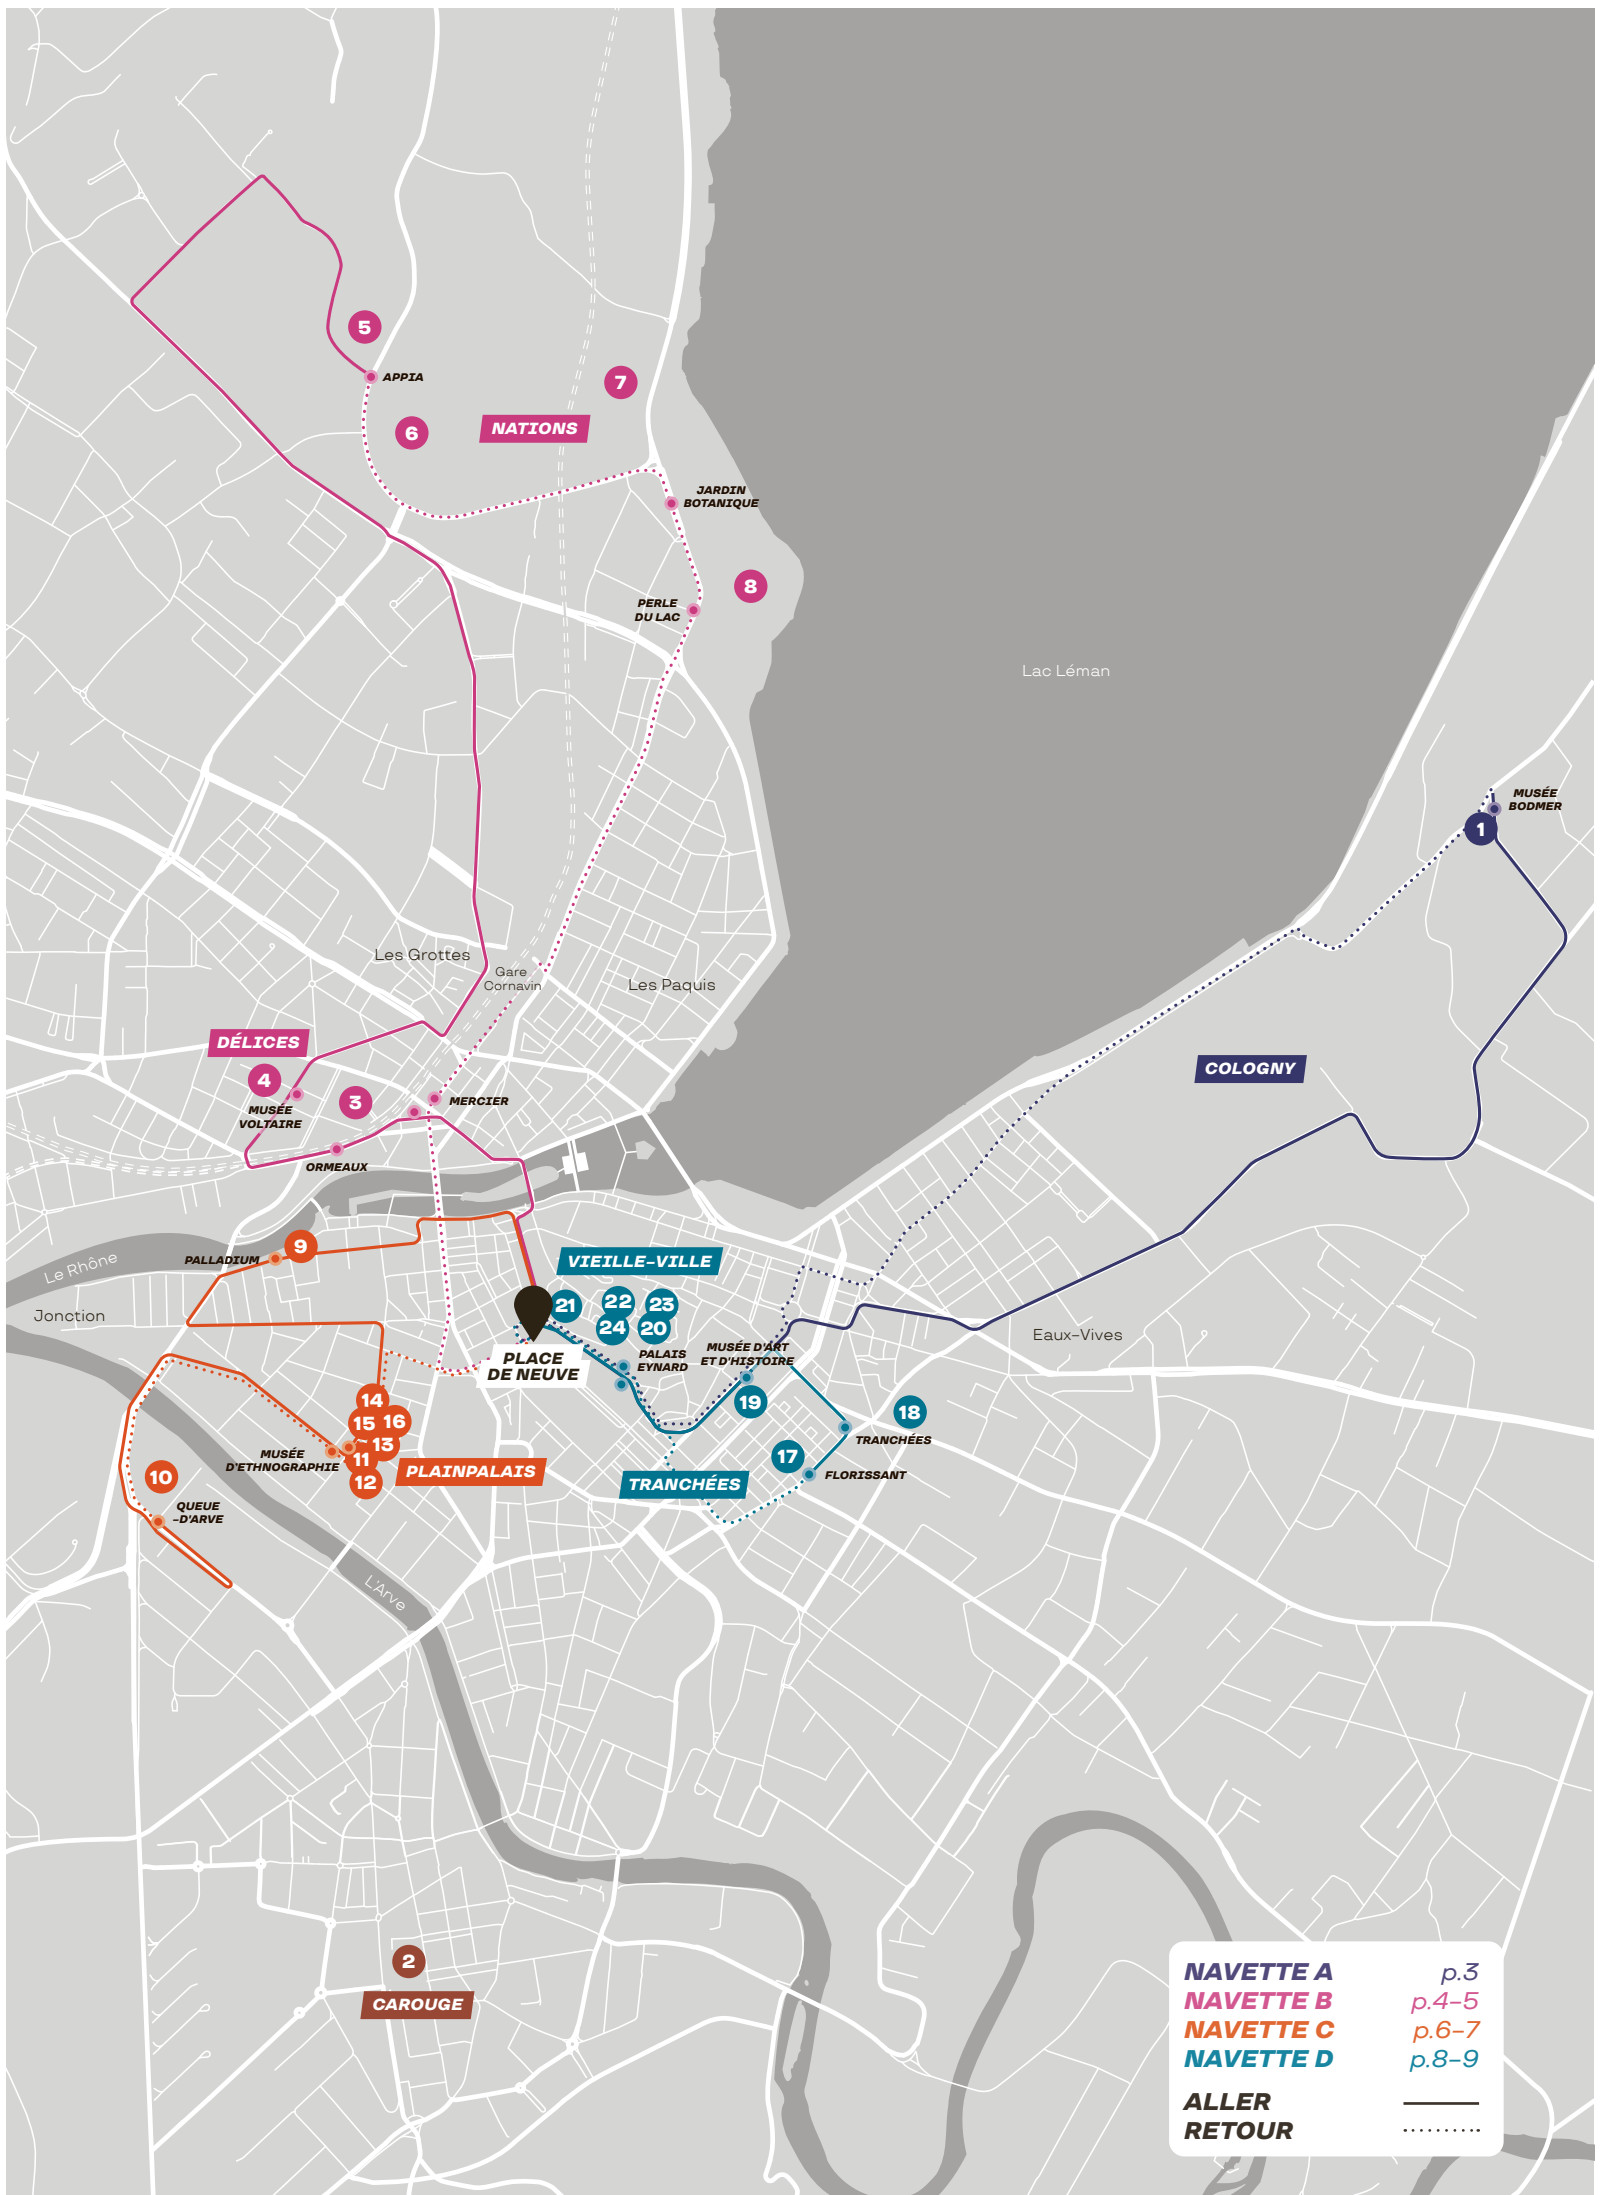 5
APPIA
7
6
NATIONS
JARDIN
BOTANIQUE
8
PERLE
DU LAC
Lac Léman
MUSÉE
BODMER
1
Les Grottes
Gare
Cornavin
Les Paquis
DÉLICES
COLOGNY
4
3
MERCIER
MUSÉE
VOLTAIRE
ORMEAUX
9
PALLADIUM
VIEILLE-VILLE
Le Rhône
Jonction
21
22
23
24
20
Eaux-Vives
PLACE
DE NEUVE
PALAIS
EYNARD
MUSÉE D'ART
ET D'HISTOIRE
14
15
16
13
11
12
19
18
TRANCHÉES
MUSÉE
D'ETHNOGRAPHIE
17
FLORISSANT
PLAINPALAIS
TRANCHÉES
10
QUEUE
-D'ARVE
L'Arve
2
CAROUGE
NAVETTE A p.3
NAVETTE B p.4-5
NAVETTE C p.6-7
NAVETTE D p.8-9
ALLER
RETOUR